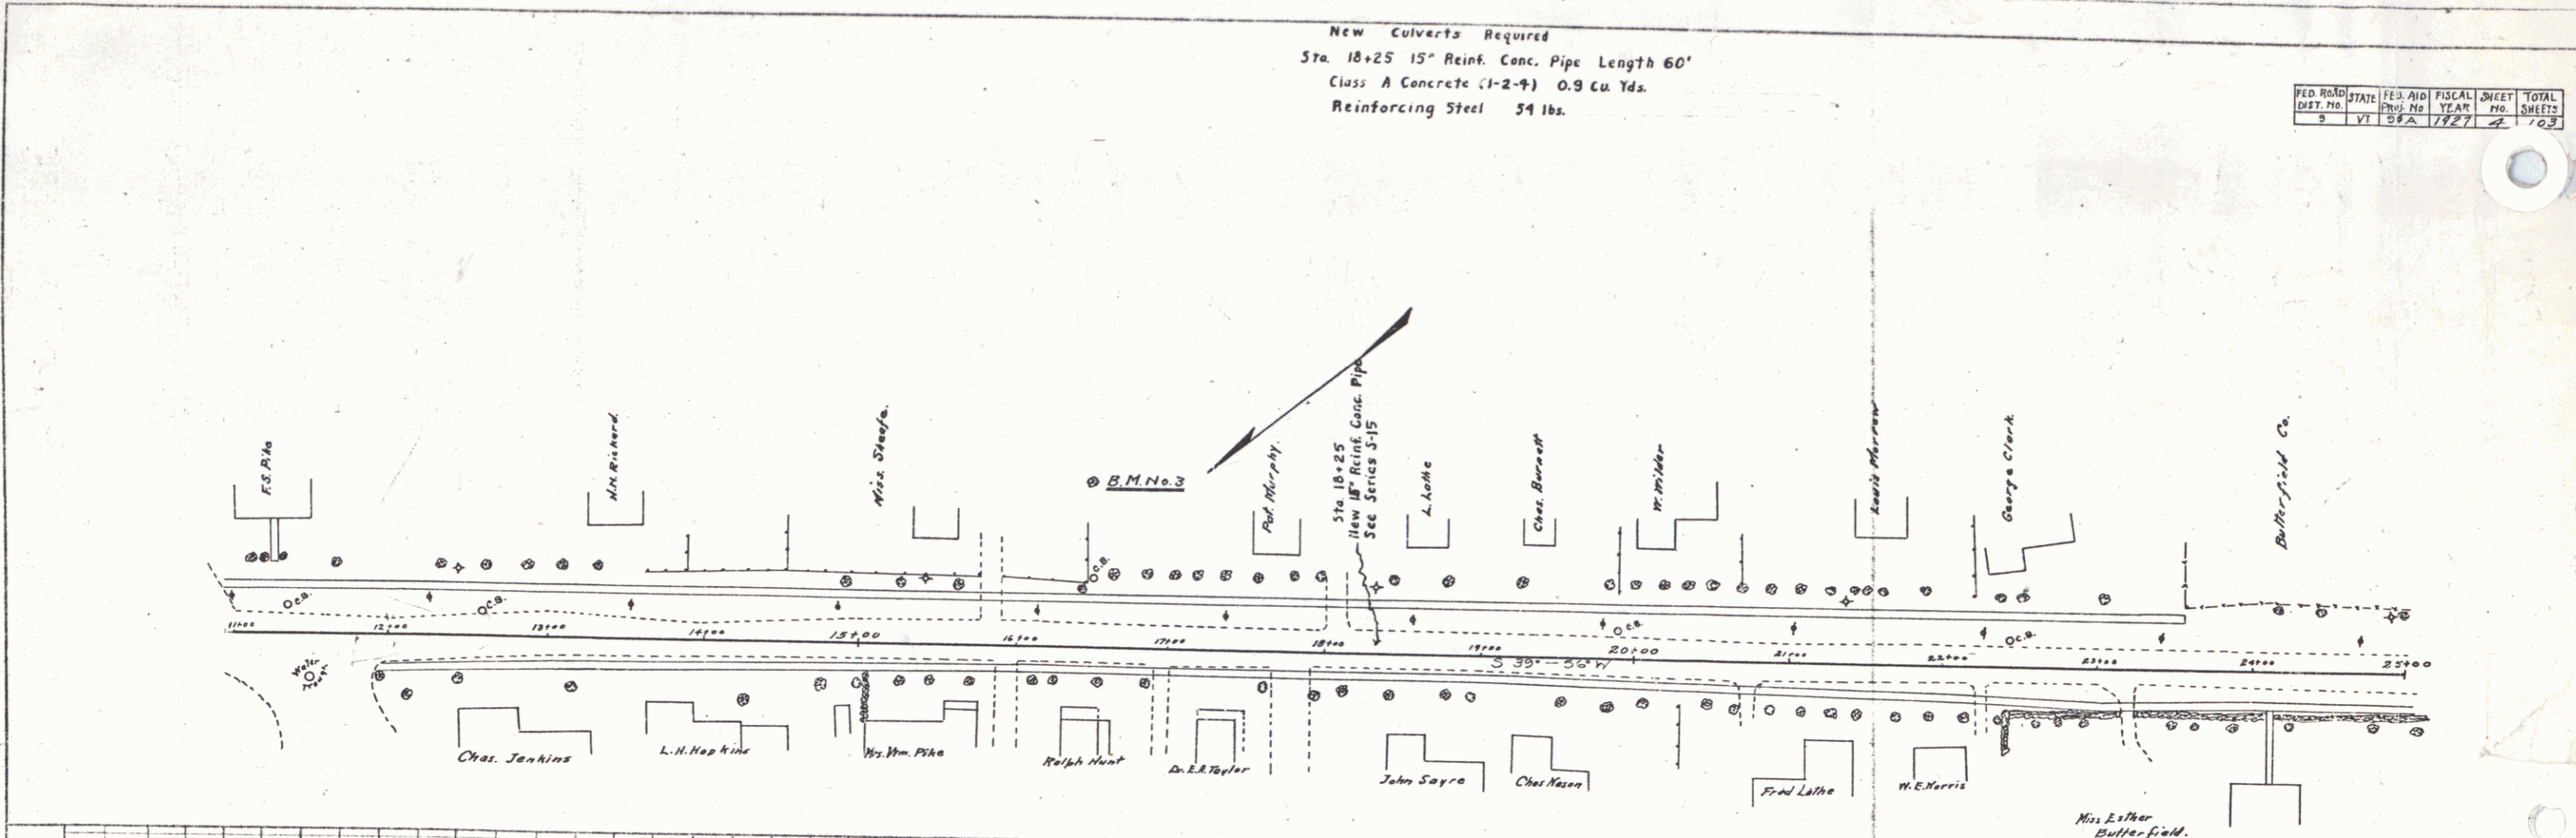 New Culverts Required
Sta. 18+25 15" Reinf. Conc. Pipe Length 60'
Class A Concrete (1-2-4) 0.9 Cu. Yds.
Reinforcing Steel 54 lbs.
FED. ROAD DIST. NO. STATE FED. AID PROJ. NO FISCAL YEAR SHEET NO. TOTAL SHEETS
9 VT A 1927 4 103
F.S. Pike
H.H. Rickard.
Miss.
B.M. No. 3
Pat. Murphy.
Sta 18+25
New 15" Reinf. Conc. Pipe
See Series S-15
L. Lothe
Chas. Burnett
W. Wilder
Louis Morrow
George Clark.
Butterfield Co.
C.B.
C.B.
C.B.
C.B.
C.B.
11+00 12+00 13+00 14+00 15+00 16+00 17+00 18+00 19+00 20+00 21+00 22+00 23+00 24+00 25+00
S 39°-56' W
Water Trough
Chas. Jenkins
L.H. Hopkins
Mrs. Wm. Pike
Ralph Hunt
Dr. E.A. Taylor
John Sayre
Chas Nason
Fred Lathe
W.E. Norris
Miss Esther
Butterfield.